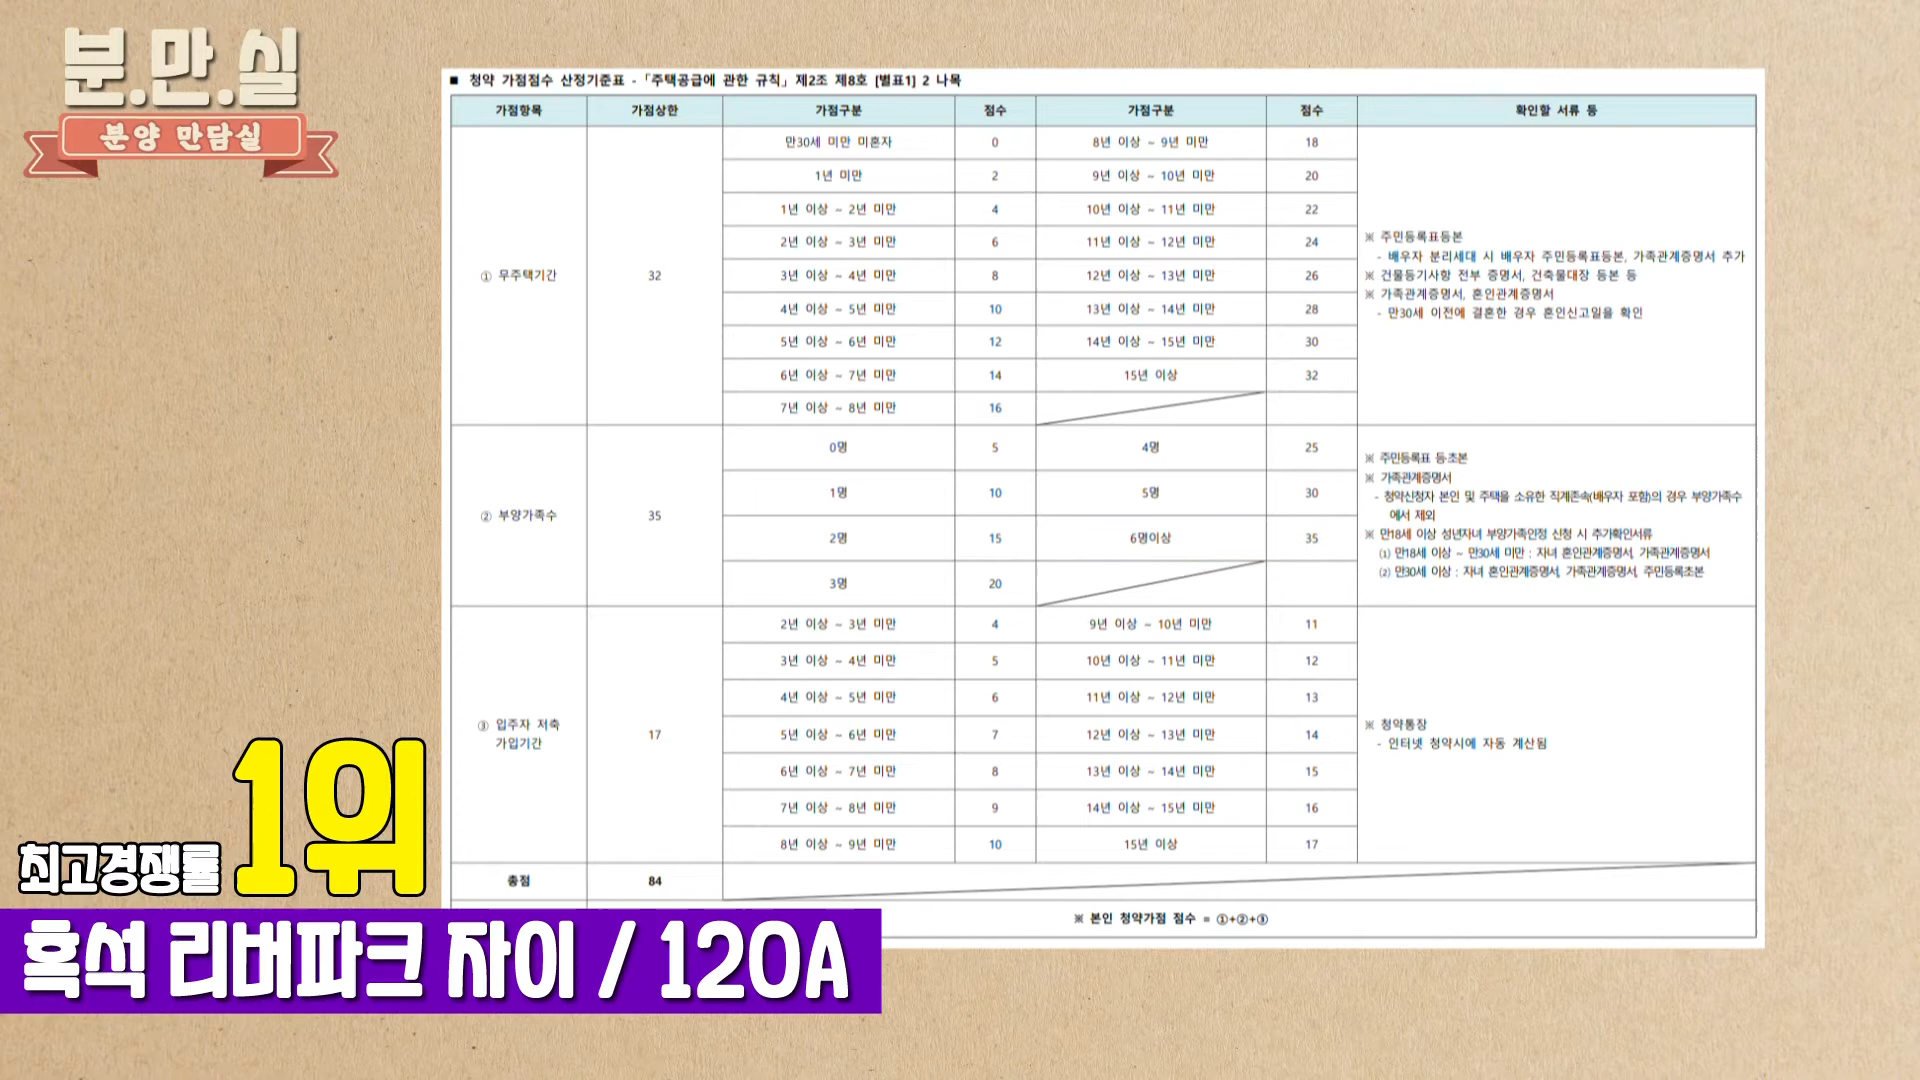 분.만.실
분양 만담실
■ 청약 가점점수 산정기준표 -「주택공급에 관한 규칙」제2조 제8호 [별표1] 2 나목
가점항목 가점상한 가점구분 점수 가점구분 점수 확인할 서류 등
① 무주택기간 32
만30세 미만 미혼자 0 8년 이상 ~ 9년 미만 18
1년 미만 2 9년 이상 ~ 10년 미만 20
1년 이상 ~ 2년 미만 4 10년 이상 ~ 11년 미만 22
2년 이상 ~ 3년 미만 6 11년 이상 ~ 12년 미만 24
3년 이상 ~ 4년 미만 8 12년 이상 ~ 13년 미만 26
4년 이상 ~ 5년 미만 10 13년 이상 ~ 14년 미만 28
5년 이상 ~ 6년 미만 12 14년 이상 ~ 15년 미만 30
6년 이상 ~ 7년 미만 14 15년 이상 32
7년 이상 ~ 8년 미만 16
※ 주민등록표등본
- 배우자 분리세대 시 배우자 주민등록표등본, 가족관계증명서 추가
※ 건물등기사항 전부 증명서, 건축물대장 등본 등
※ 가족관계증명서, 혼인관계증명서
- 만30세 이전에 결혼한 경우 혼인신고일을 확인
② 부양가족수 35
0명 5 4명 25
1명 10 5명 30
2명 15 6명이상 35
3명 20
※ 주민등록표 등·초본
※ 가족관계증명서
- 청약신청자 본인 및 주택을 소유한 직계존속(배우자 포함)의 경우 부양가족수
에서 제외
※ 만18세 이상 성년자녀 부양가족인정 신청 시 추가확인서류
(1) 만18세 이상 ~ 만30세 미만 : 자녀 혼인관계증명서, 가족관계증명서
(2) 만30세 이상 : 자녀 혼인관계증명서, 가족관계증명서, 주민등록초본
③ 입주자 저축
가입기간
17
2년 이상 ~ 3년 미만 4 9년 이상 ~ 10년 미만 11
3년 이상 ~ 4년 미만 5 10년 이상 ~ 11년 미만 12
4년 이상 ~ 5년 미만 6 11년 이상 ~ 12년 미만 13
5년 이상 ~ 6년 미만 7 12년 이상 ~ 13년 미만 14
6년 이상 ~ 7년 미만 8 13년 이상 ~ 14년 미만 15
7년 이상 ~ 8년 미만 9 14년 이상 ~ 15년 미만 16
8년 이상 ~ 9년 미만 10 15년 이상 17
※ 청약통장
- 인터넷 청약시에 자동 계산됨
총점 84
※ 본인 청약가점 점수 = ①+②+③
최고경쟁률 1위
흑석 리버파크 자이 / 120A